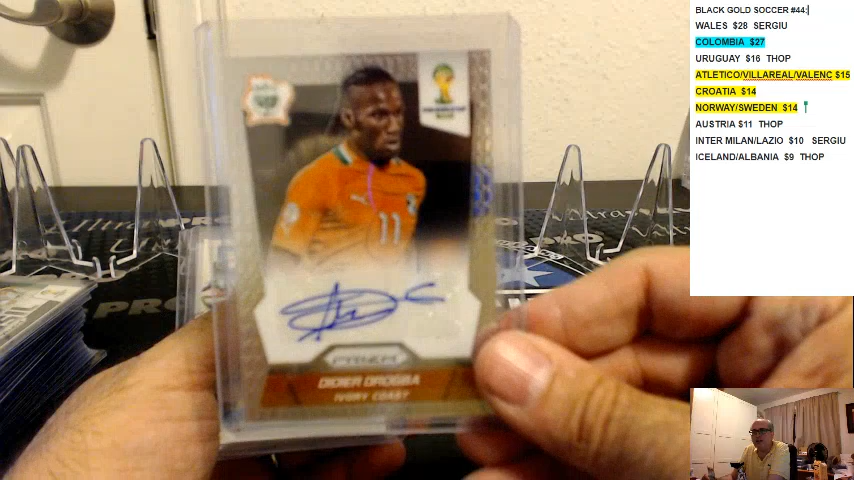 BLACK GOLD SOCCER #44:
WALES $28 SERGIU
COLOMBIA $27
URUGUAY $16 THOP
ATLETICO/VILLAREAL/VALENC $15
CROATIA $14
NORWAY/SWEDEN $14
AUSTRIA $11 THOP
INTER MILAN/LAZIO $10 SERGIU
ICELAND/ALBANIA $9 THOP
11
PRIZM
DIDIER DROGBA
IVORY COAST
PRO